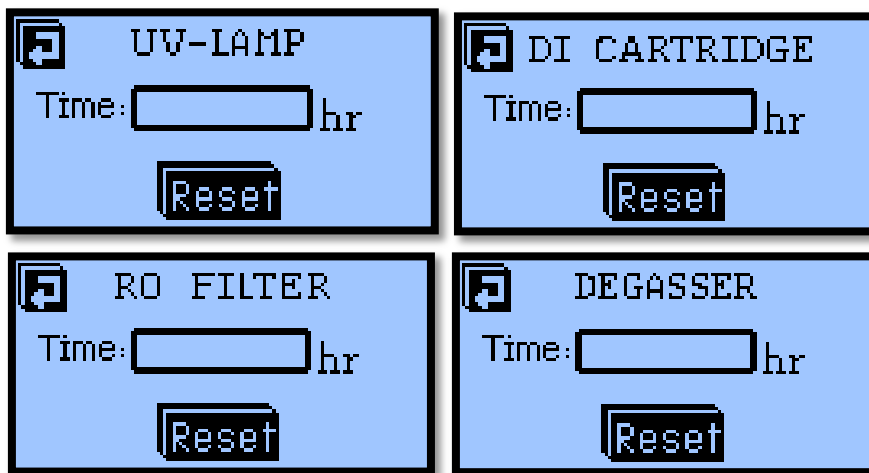 UV-LAMP
Time: hr
Reset
DI CARTRIDGE
Time: hr
Reset
RO FILTER
Time: hr
Reset
DEGASSER
Time: hr
Reset